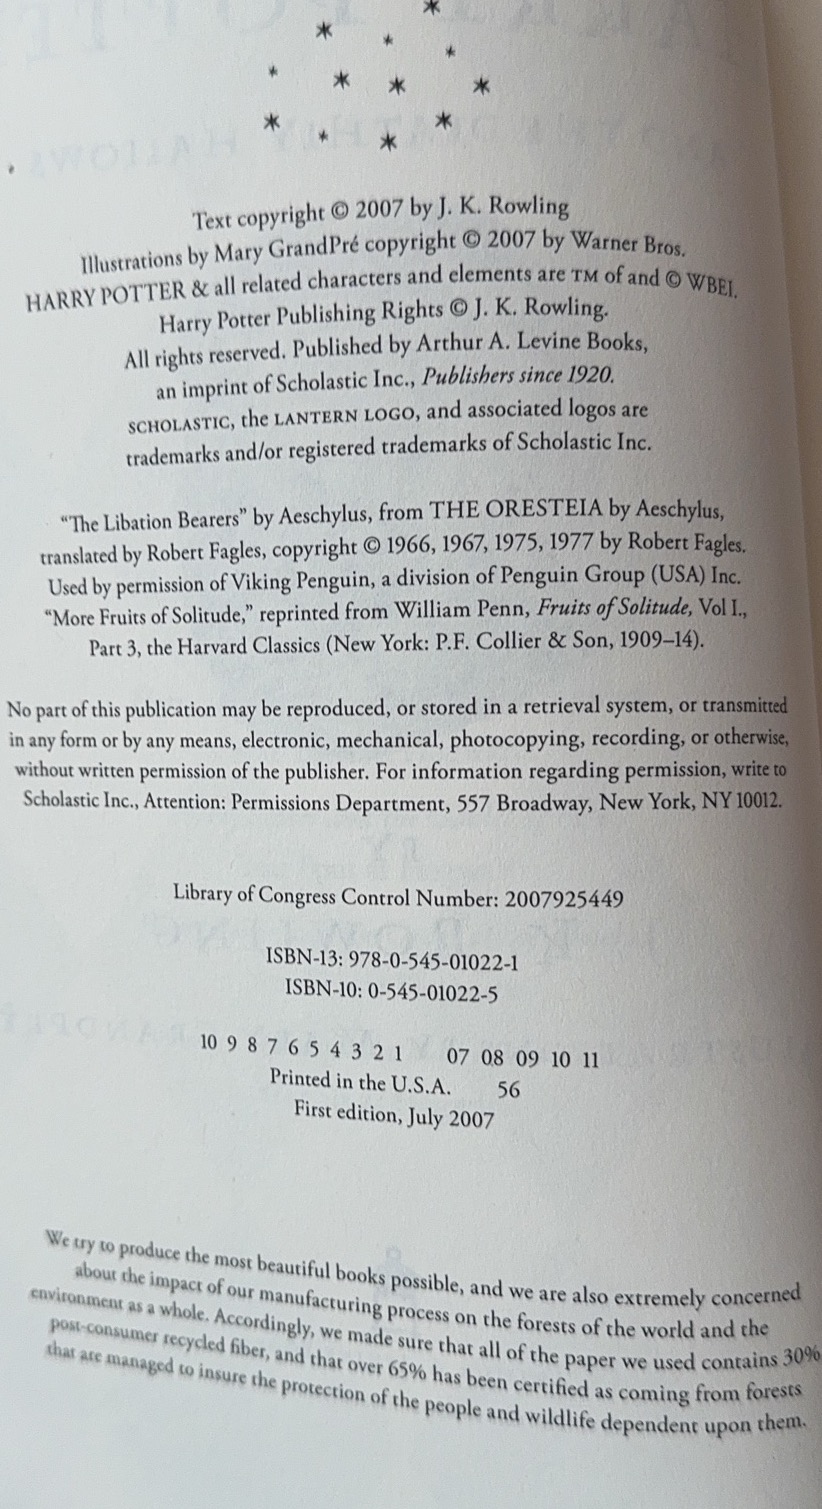 Text copyright © 2007 by J. K. Rowling
Illustrations by Mary GrandPré copyright © 2007 by Warner Bros.
HARRY POTTER & all related characters and elements are TM of and © WBEI.
Harry Potter Publishing Rights © J. K. Rowling.
All rights reserved. Published by Arthur A. Levine Books,
an imprint of Scholastic Inc., Publishers since 1920.
SCHOLASTIC, the LANTERN LOGO, and associated logos are
trademarks and/or registered trademarks of Scholastic Inc.
“The Libation Bearers” by Aeschylus, from THE ORESTEIA by Aeschylus,
translated by Robert Fagles, copyright © 1966, 1967, 1975, 1977 by Robert Fagles.
Used by permission of Viking Penguin, a division of Penguin Group (USA) Inc.
“More Fruits of Solitude,” reprinted from William Penn, Fruits of Solitude, Vol I.,
Part 3, the Harvard Classics (New York: P.F. Collier & Son, 1909–14).
No part of this publication may be reproduced, or stored in a retrieval system, or transmitted
in any form or by any means, electronic, mechanical, photocopying, recording, or otherwise,
without written permission of the publisher. For information regarding permission, write to
Scholastic Inc., Attention: Permissions Department, 557 Broadway, New York, NY 10012.
Library of Congress Control Number: 2007925449
ISBN-13: 978-0-545-01022-1
ISBN-10: 0-545-01022-5
10 9 8 7 6 5 4 3 2 1 07 08 09 10 11
Printed in the U.S.A. 56
First edition, July 2007
We try to produce the most beautiful books possible, and we are also extremely concerned
about the impact of our manufacturing process on the forests of the world and the
environment as a whole. Accordingly, we made sure that all of the paper we used contains 30%
post-consumer recycled fiber, and that over 65% has been certified as coming from forests
that are managed to insure the protection of the people and wildlife dependent upon them.